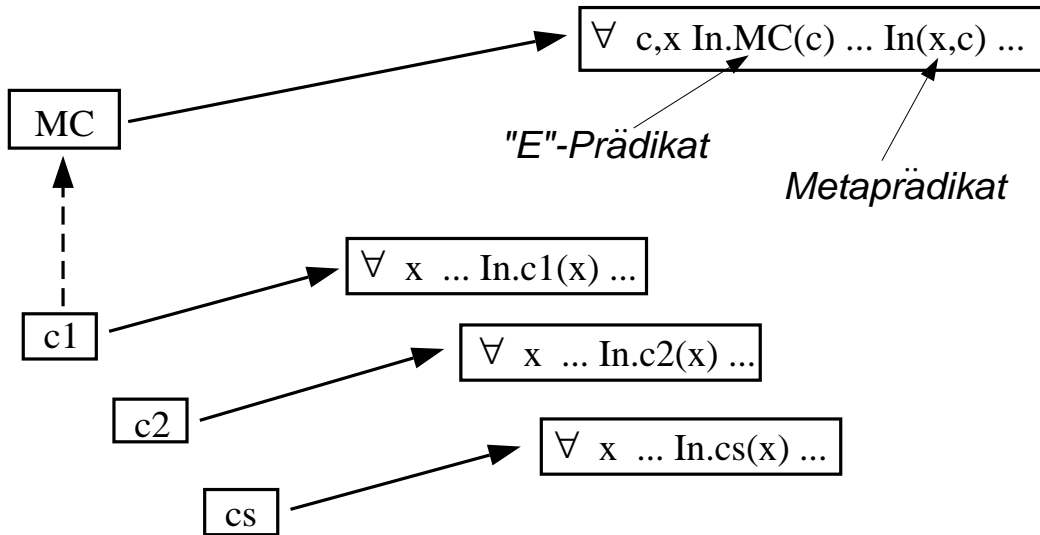 ∀ c,x In.MC(c) ... In(x,c) ...
MC
"E"-Prädikat
Metaprädikat
∀ x ... In.c1(x) ...
c1
∀ x ... In.c2(x) ...
c2
∀ x ... In.cs(x) ...
cs